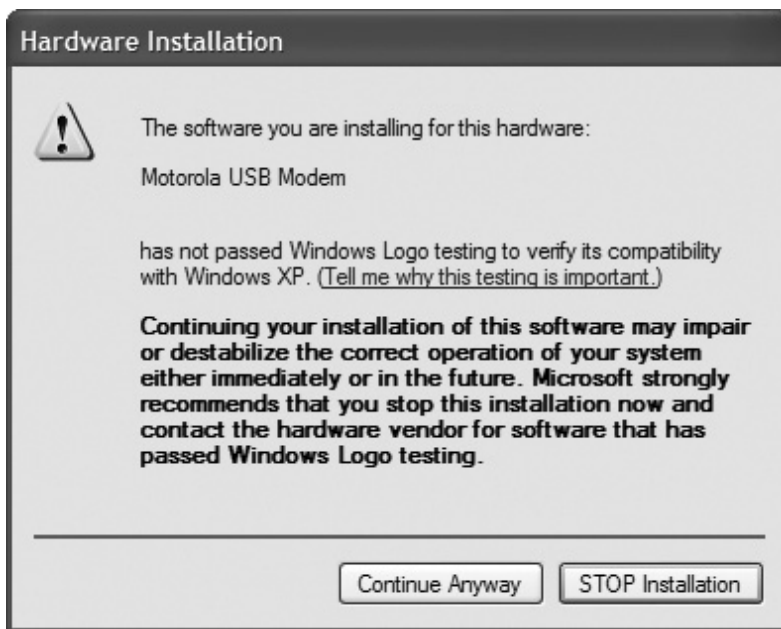 Hardware Installation
The software you are installing for this hardware:
Motorola USB Modem
has not passed Windows Logo testing to verify its compatibility
with Windows XP. (Tell me why this testing is important.)
Continuing your installation of this software may impair
or destabilize the correct operation of your system
either immediately or in the future. Microsoft strongly
recommends that you stop this installation now and
contact the hardware vendor for software that has
passed Windows Logo testing.
Continue Anyway
STOP Installation